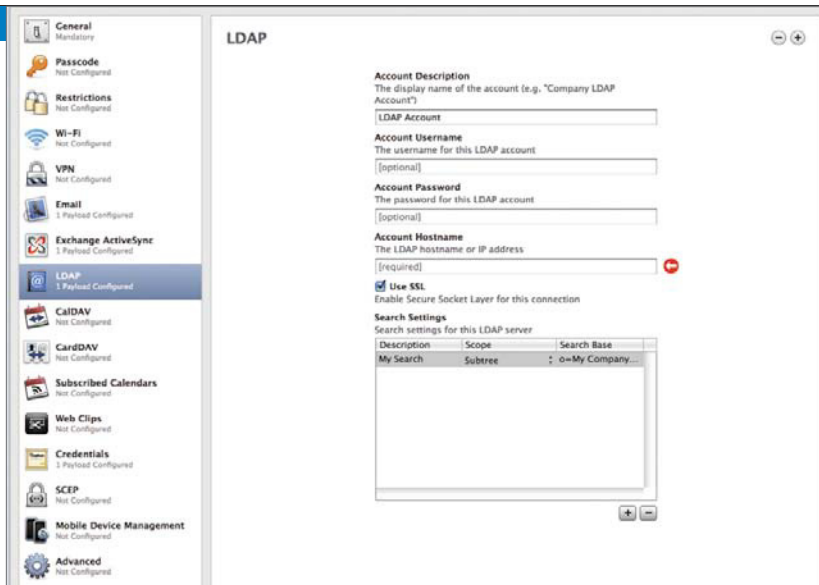 General
Mandatory
Passcode
Not Configured
Restrictions
Not Configured
Wi-Fi
Not Configured
VPN
Not Configured
Email
1 Payload Configured
Exchange ActiveSync
1 Payload Configured
LDAP
1 Payload Configured
CalDAV
Not Configured
CardDAV
Not Configured
Subscribed Calendars
Not Configured
Web Clips
Not Configured
Credentials
1 Payload Configured
SCEP
Not Configured
Mobile Device Management
Not Configured
Advanced
Not Configured
LDAP
Account Description
The display name of the account (e.g. "Company LDAP
Account")
LDAP Account
Account Username
The username for this LDAP account
[optional]
Account Password
The password for this LDAP account
[optional]
Account Hostname
The LDAP hostname or IP address
[required]
Use SSL
Enable Secure Socket Layer for this connection
Search Settings
Search settings for this LDAP server
Description Scope Search Base
My Search Subtree o=My Company...